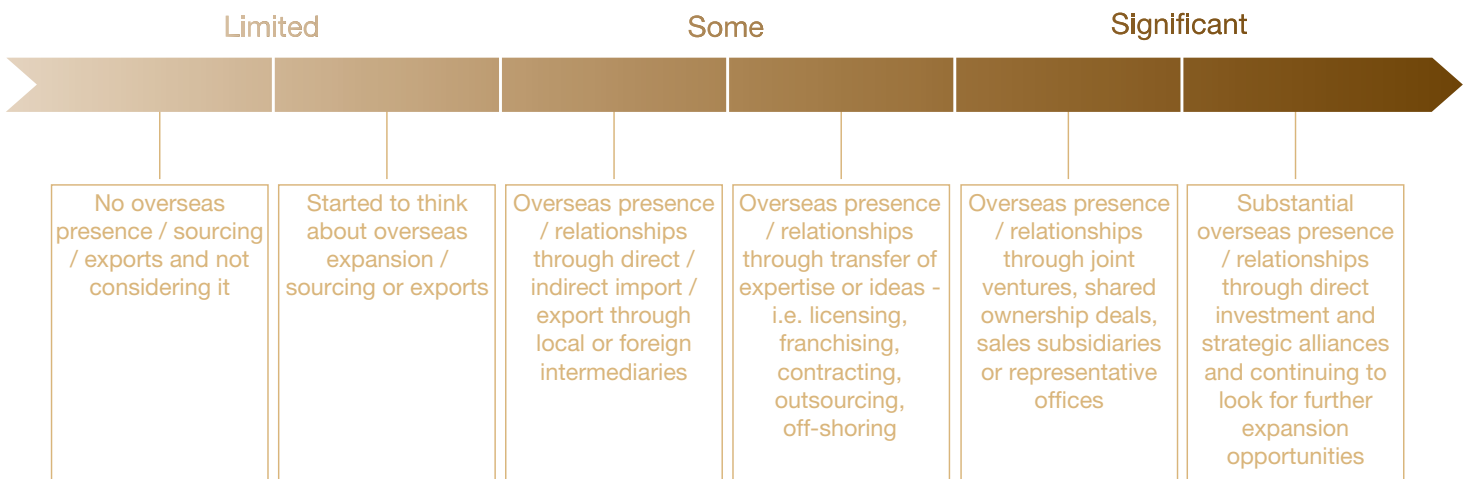 Limited
Some
Significant
No overseas
presence / sourcing
/ exports and not
considering it
Started to think
about overseas
expansion /
sourcing or exports
Overseas presence
/ relationships
through direct /
indirect import /
export through
local or foreign
intermediaries
Overseas presence
/ relationships
through transfer of
expertise or ideas -
i.e. licensing,
franchising,
contracting,
outsourcing,
off-shoring
Overseas presence
/ relationships
through joint
ventures, shared
ownership deals,
sales subsidiaries
or representative
offices
Substantial
overseas presence
/ relationships
through direct
investment and
strategic alliances
and continuing to
look for further
expansion
opportunities